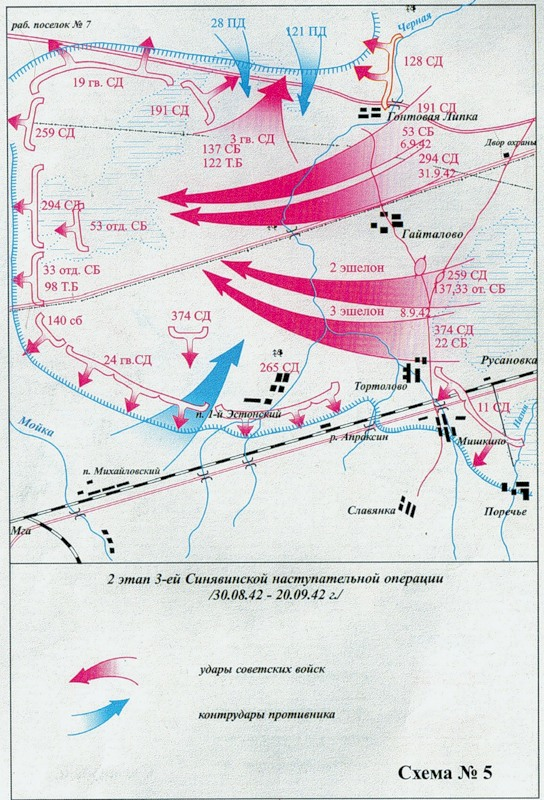 раб. поселок № 7
28 ПД
121 ПД
Черная
128 СД
19 гв. СД
191 СД
191 СД
Гонтовая Липка
259 СД
3 гв. СД
137 СБ
122 Т.Б
53 СБ
6.9.42
294 СД
31.9.42
Двор охраны
294 СД
53 отд. СБ
Гайталово
33 отд. СБ
98 Т.Б
2 эшелон
259 СД
137,33 от. СБ
3 эшелон
8.9.42
140 сб
374 СД
374 СД
22 СБ
24 гв.СД
265 СД
Русановка
Тортолово
п. 1-й Эстонский
11 СД
Назия
Мойка
р. Апраксин
Мишкино
п. Михайловский
Славянка
Поречье
Мга
2 этап 3-ей Синявинской наступательной операции
/30.08.42 - 20.09.42 г./
удары советских войск
контрудары противника
Схема № 5